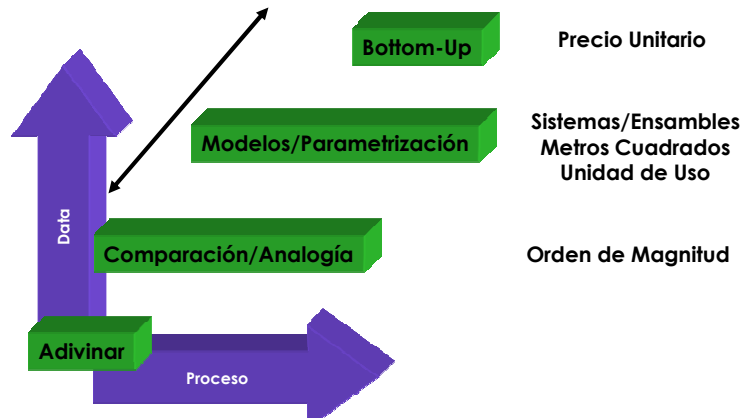 Bottom-Up
Precio Unitario
Modelos/Parametrización
Sistemas/Ensambles
Metros Cuadrados
Unidad de Uso
Data
Comparación/Analogía
Orden de Magnitud
Adivinar
Proceso